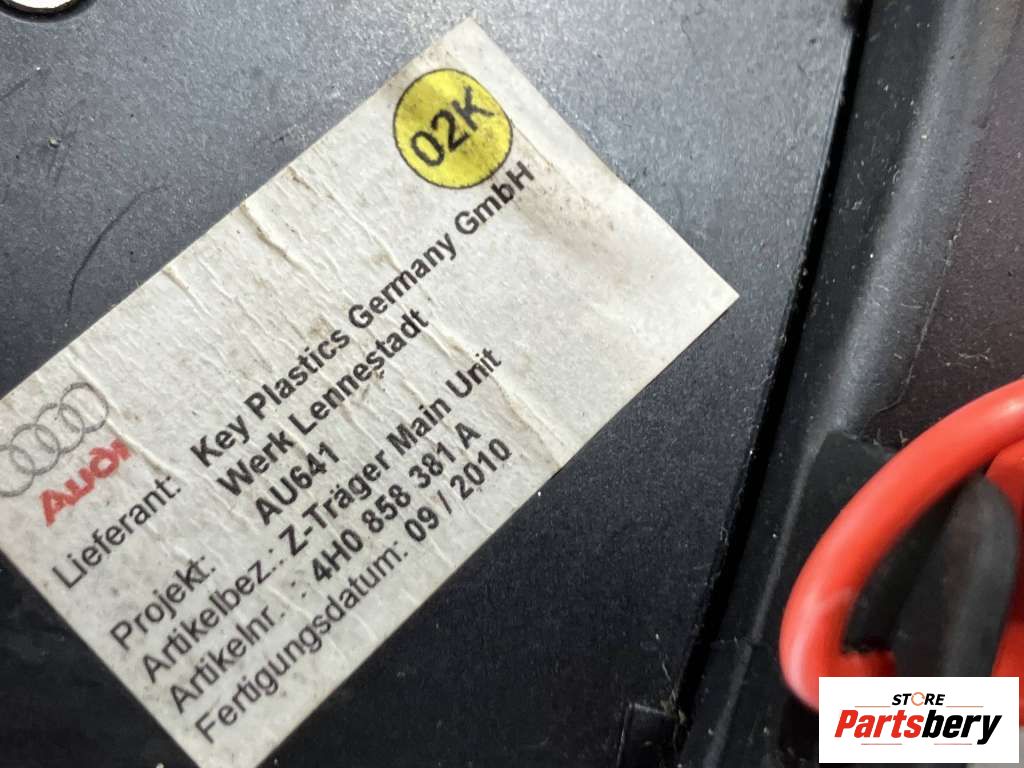 02K
Audi
Lieferant: Key Plastics Germany GmbH
Werk Lennestadt
Projekt: AU641
Artikelbez.: Z-Träger Main Unit
Artikelnr. : 4H0 858 381 A
Fertigungsdatum: 09 / 2010
STORE
Partsbery